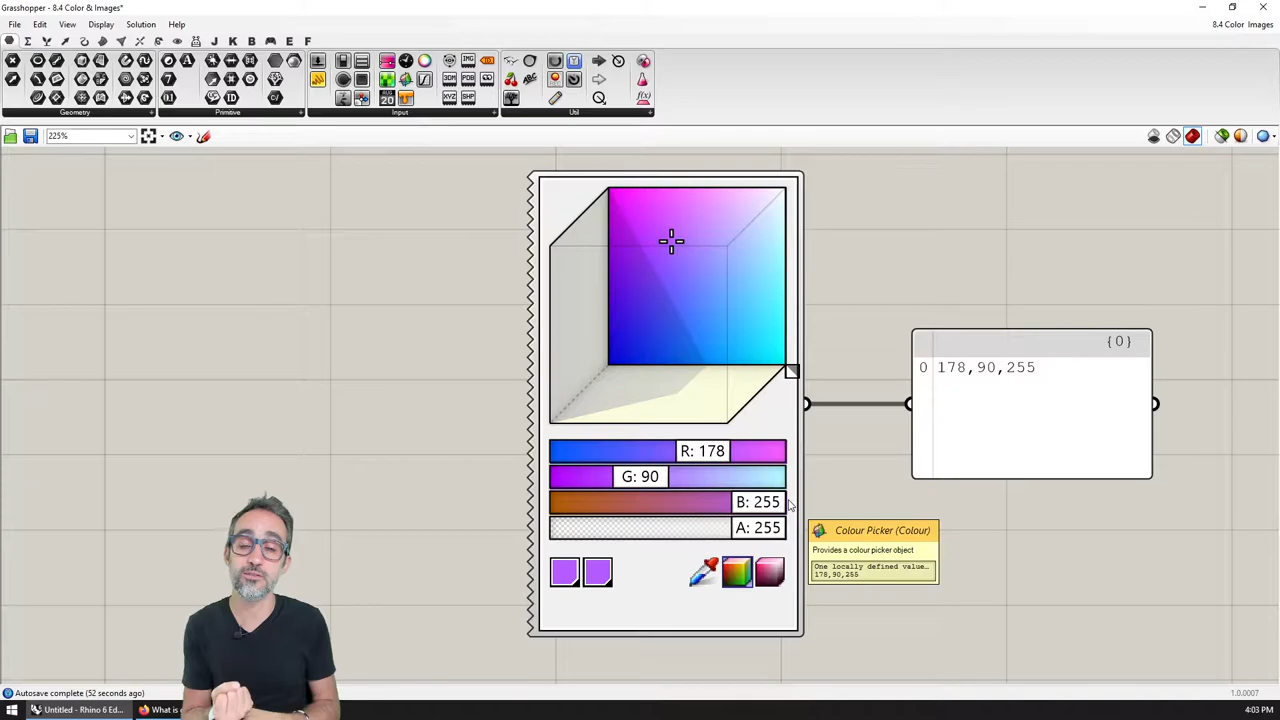 Grasshopper - 8.4 Color & Images*
File Edit View Display Solution Help
8.4 Color Images
J K B E F
Geometry
Primitive
Input
Util
225%
{0}
0 178,90,255
R: 178
G: 90
B: 255
A: 255
Colour Picker (Colour)
Provides a colour picker object
One locally defined value...
178,90,255
Autosave complete (52 seconds ago)
1.0.0007
Untitled - Rhino 6 Ed...
What is
4:03 PM